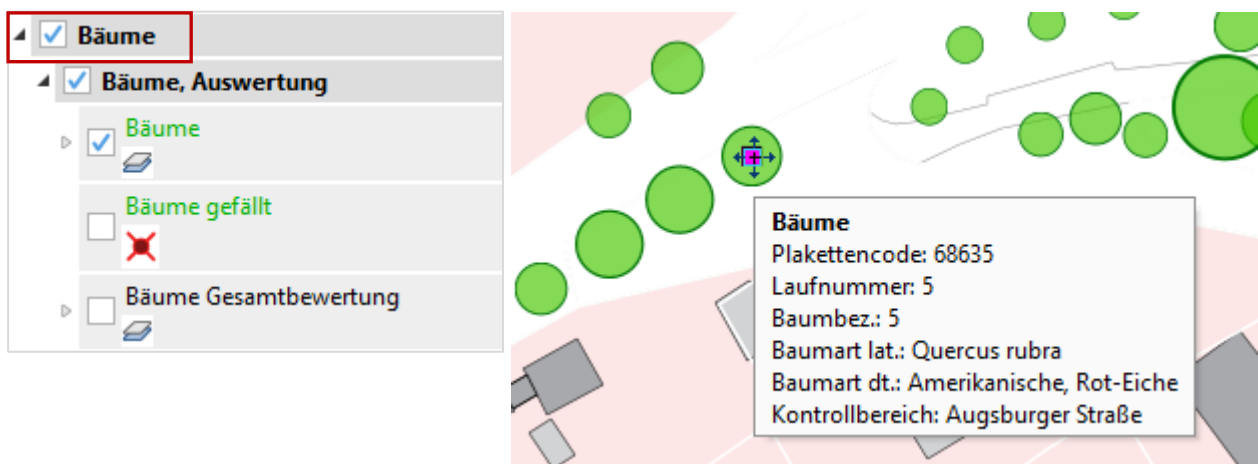 Bäume
Bäume, Auswertung
Bäume
Bäume gefällt
Bäume Gesamtbewertung
Bäume
Plakettencode: 68635
Laufnummer: 5
Baumbez.: 5
Baumart lat.: Quercus rubra
Baumart dt.: Amerikanische, Rot-Eiche
Kontrollbereich: Augsburger Straße